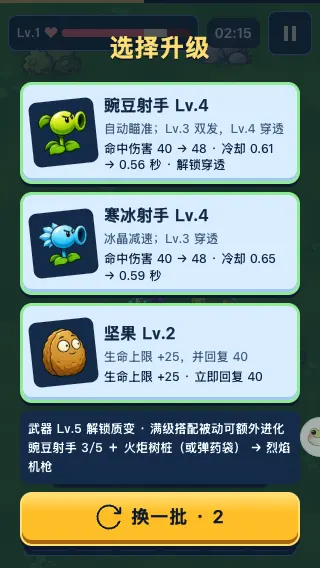 Lv.1
02:15
选择升级
豌豆射手 Lv.4
自动瞄准；Lv.3 双发，Lv.4 穿透
命中伤害 40 → 48 · 冷却 0.61
→ 0.56 秒 · 解锁穿透
寒冰射手 Lv.4
冰晶减速；Lv.3 穿透
命中伤害 40 → 48 · 冷却 0.65
→ 0.59 秒
坚果 Lv.2
生命上限 +25，并回复 40
生命上限 +25 · 立即回复 40
武器 Lv.5 解锁质变 · 满级搭配被动可额外进化
豌豆射手 3/5 ＋ 火炬树桩（或弹药袋） → 烈焰
机枪
换一批 · 2